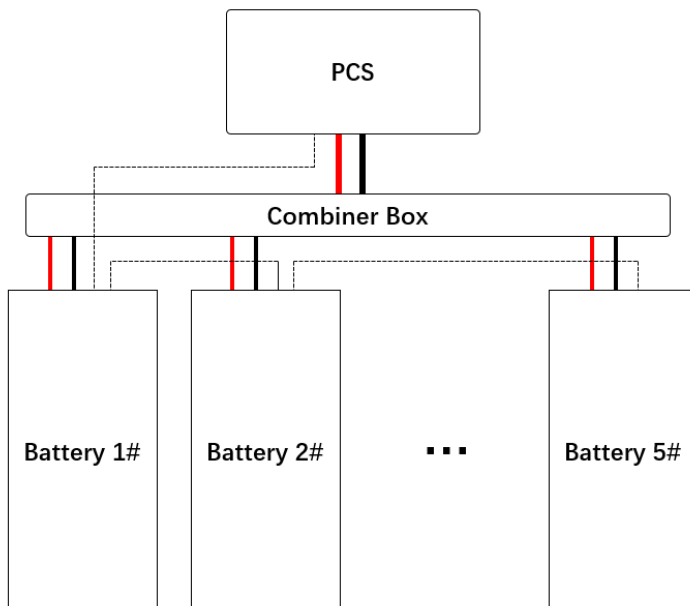 PCS
Combiner Box
Battery 1#
Battery 2#
...
Battery 5#